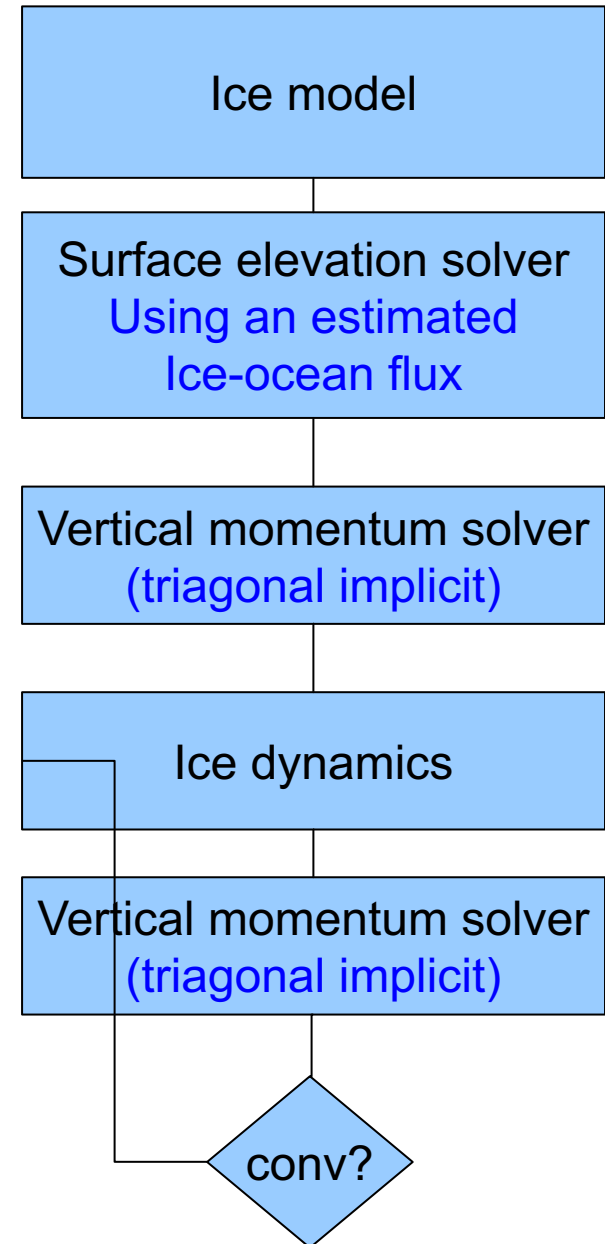 Ice model
Surface elevation solver
Using an estimated
Ice-ocean flux
Vertical momentum solver
(triagonal implicit)
Ice dynamics
Vertical momentum solver
(triagonal implicit)
conv?